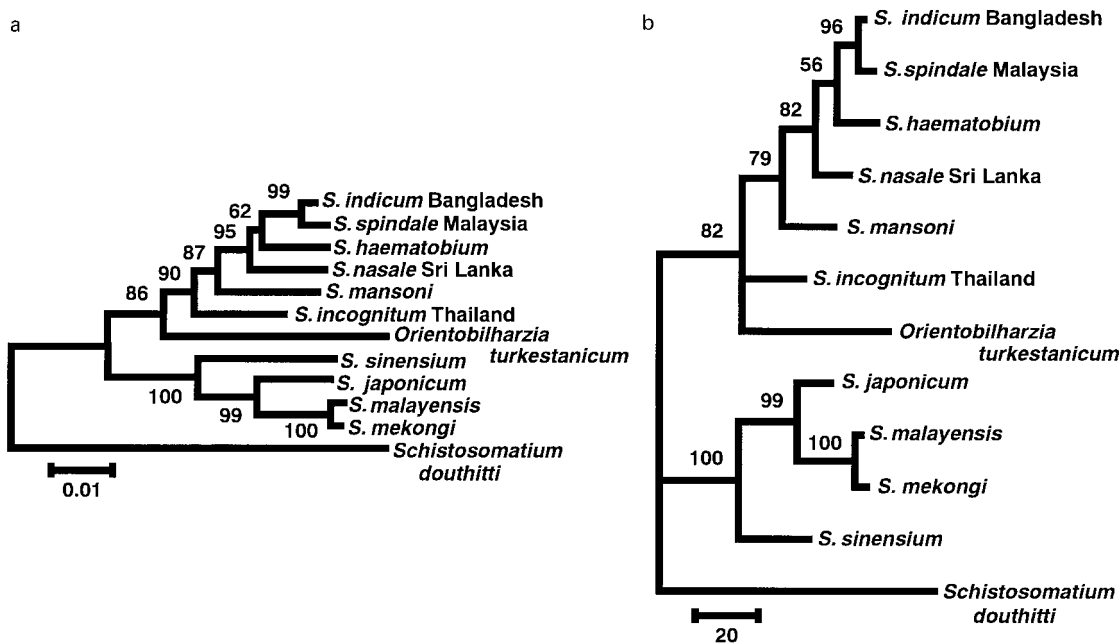 a
99
S. indicum Bangladesh
S. spindale Malaysia
62
S. haematobium
95
S. nasale Sri Lanka
87
S. mansoni
90
S. incognitum Thailand
86
Orientobilharzia
turkestanicum
S. sinensium
100
S. japonicum
99
S. malayensis
100
S. mekongi
Schistosomatium
douthitti
0.01
b
96
S. indicum Bangladesh
S. spindale Malaysia
56
S. haematobium
82
S. nasale Sri Lanka
79
S. mansoni
82
S. incognitum Thailand
Orientobilharzia
turkestanicum
S. japonicum
99
S. malayensis
100
100
S. mekongi
S. sinensium
Schistosomatium
douthitti
20